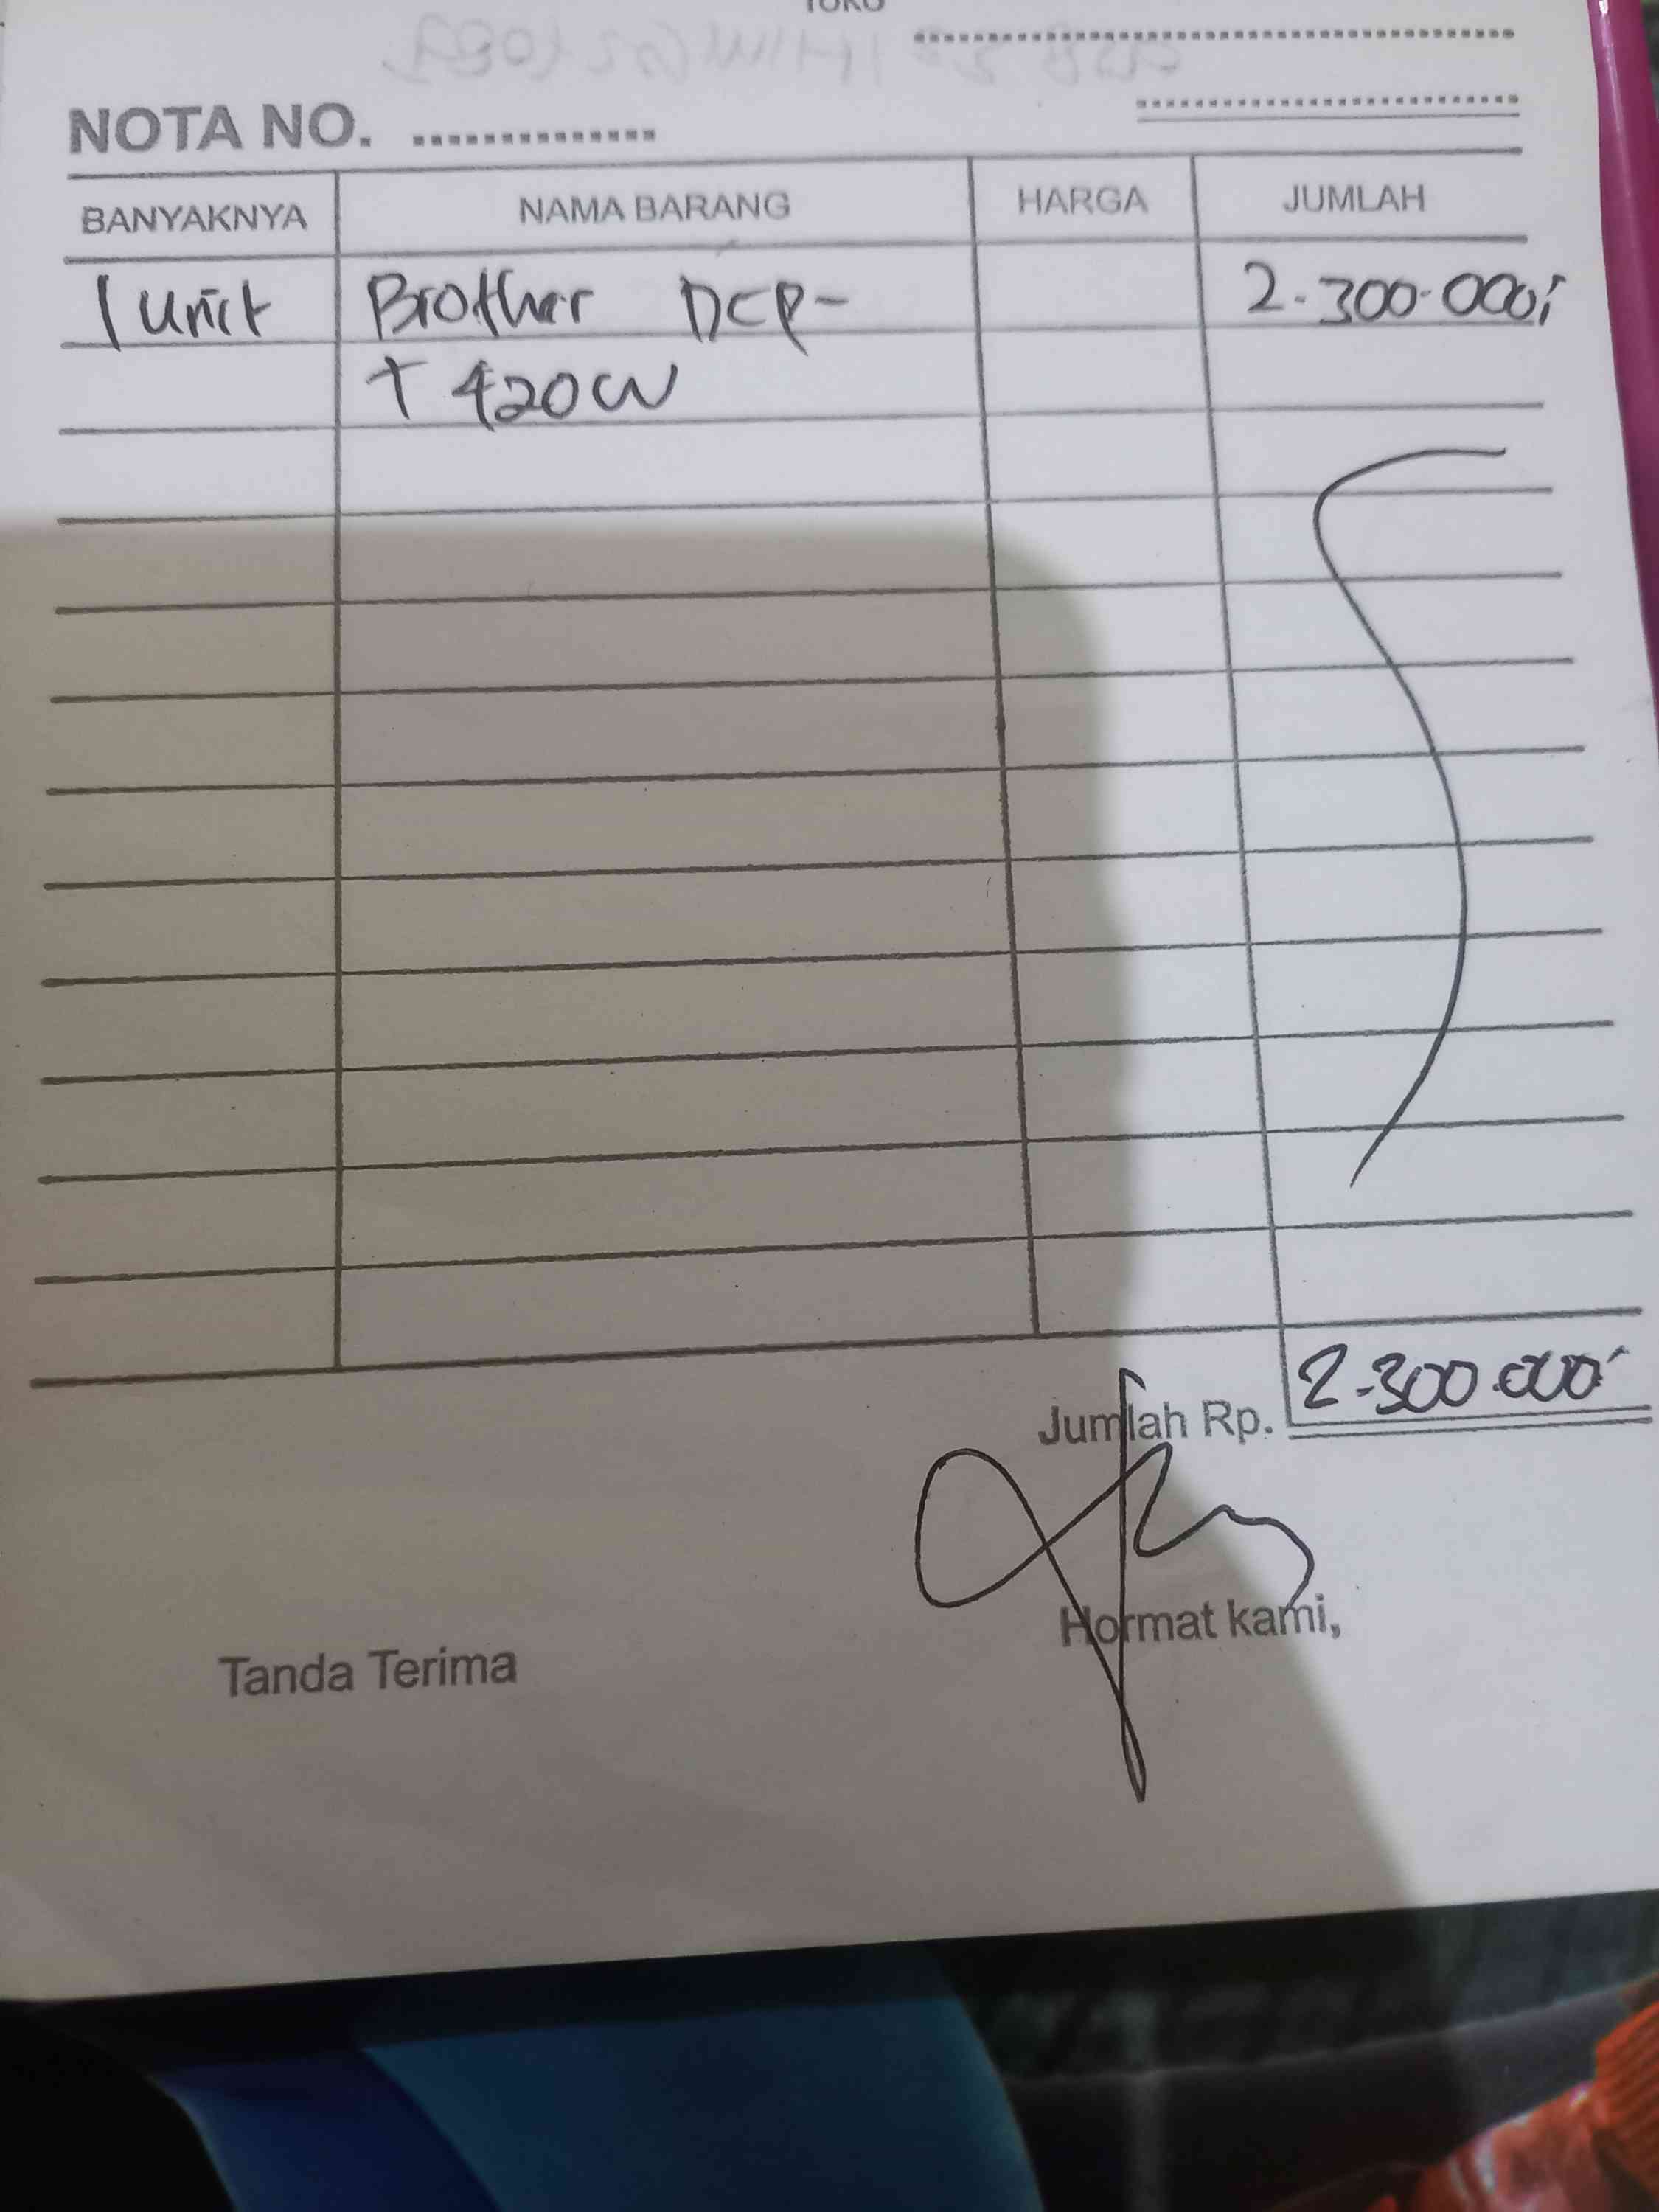 TOKO
NOTA NO. ..............
BANYAKNYA NAMA BARANG HARGA JUMLAH
1 unit Brother DCP- 2.300.000,
T 420W
Jumlah Rp. 2.300.000
Hormat kami,
Tanda Terima